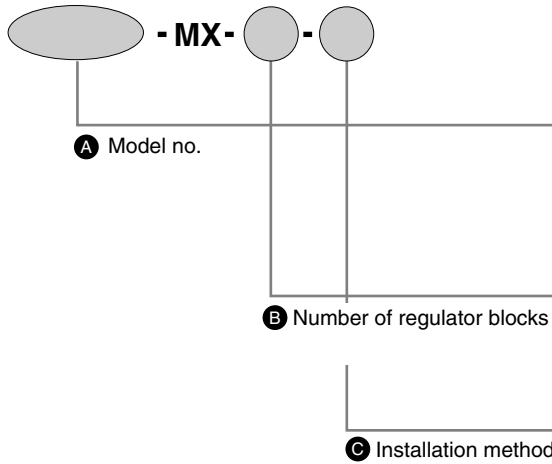 - MX- -
A Model no.
B Number of regulator blocks
C Installation method